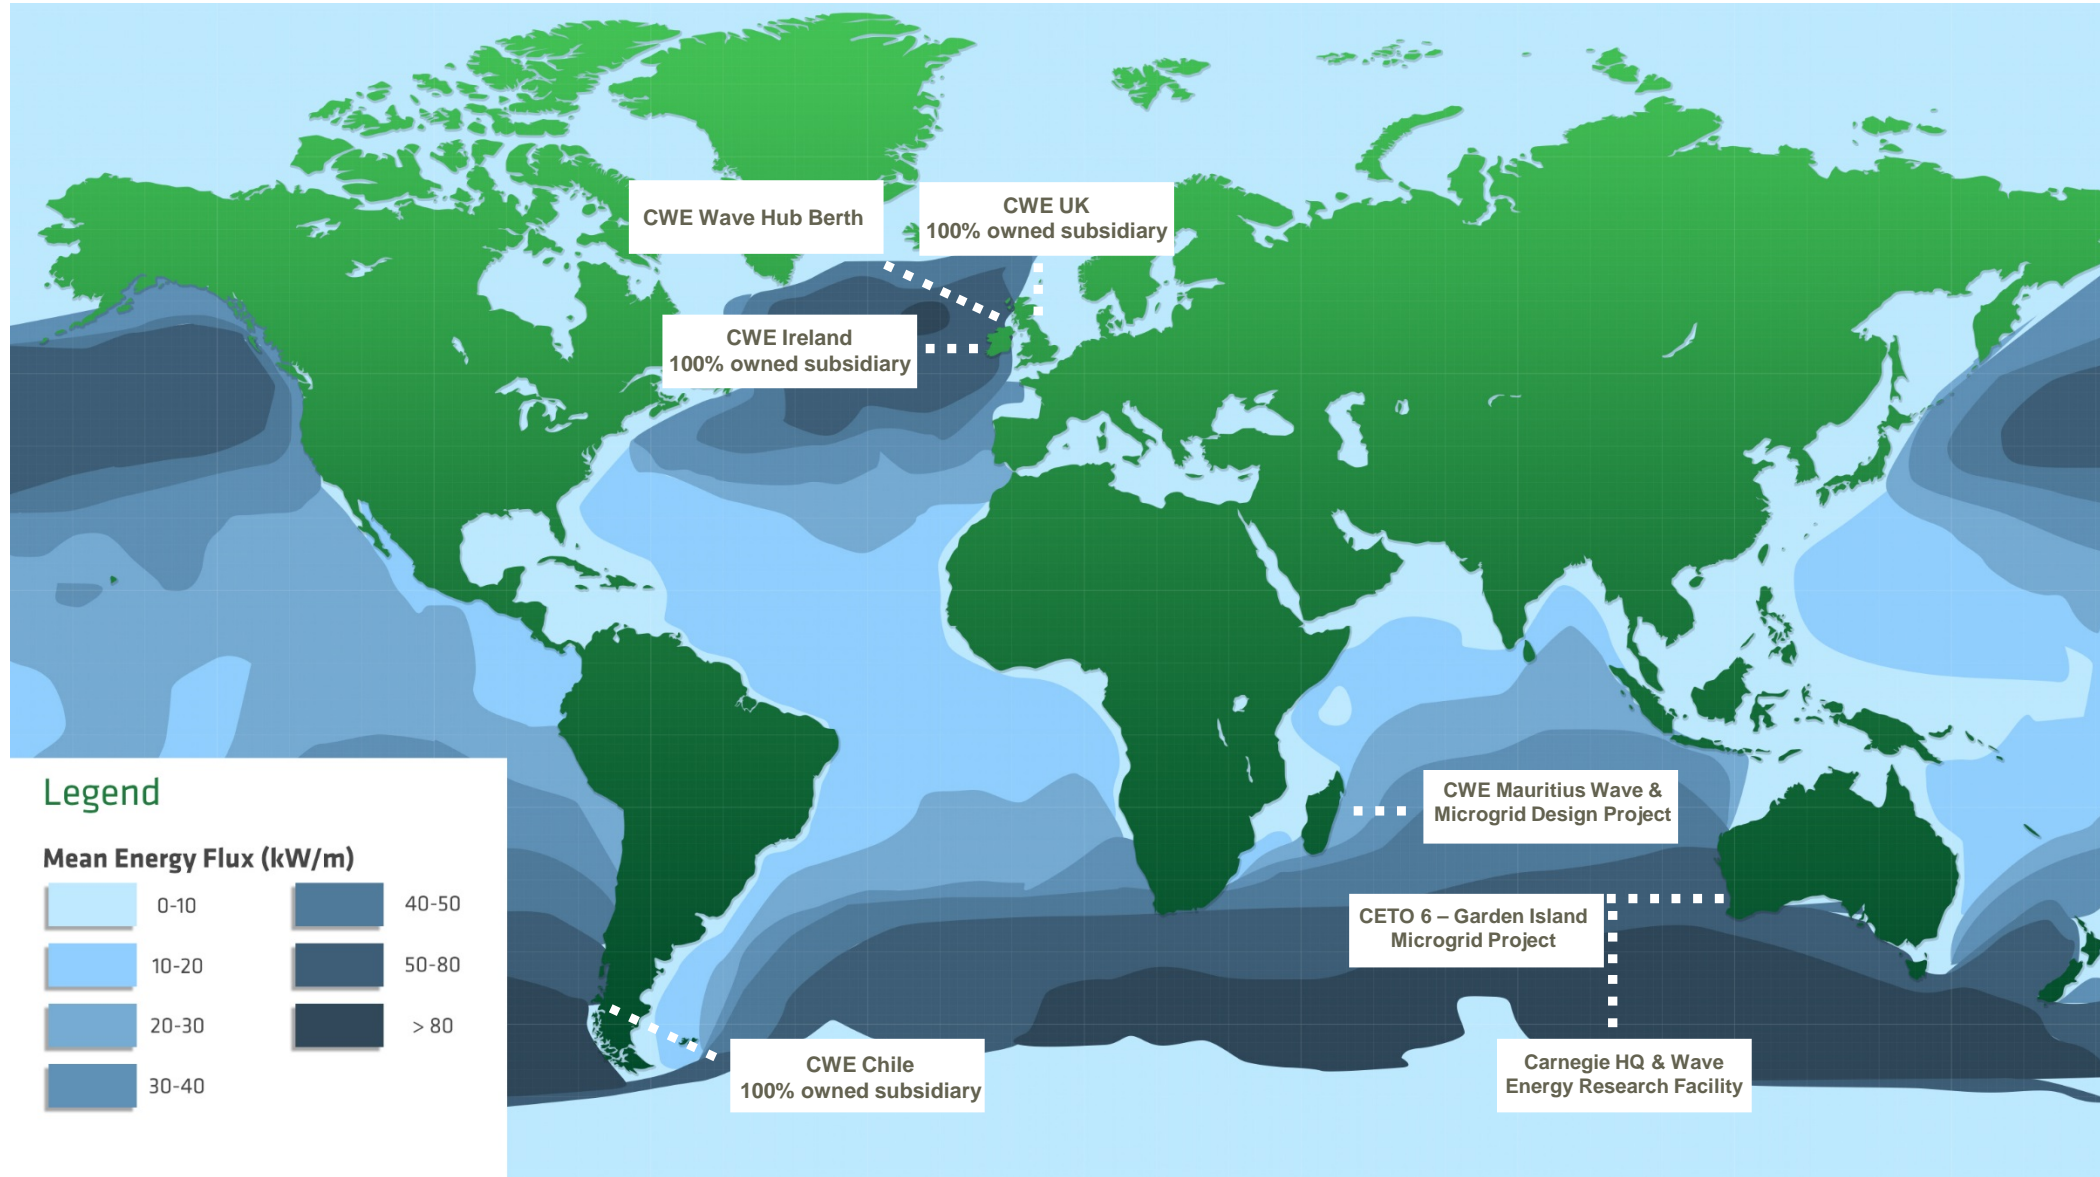 CWE Wave Hub Berth
CWE UK
100% owned subsidiary
CWE Ireland
100% owned subsidiary
CWE Mauritius Wave &
Microgrid Design Project
CETO 6 – Garden Island
Microgrid Project
CWE Chile
100% owned subsidiary
Carnegie HQ & Wave
Energy Research Facility
Legend
Mean Energy Flux (kW/m)
0-10
10-20
20-30
30-40
40-50
50-80
> 80